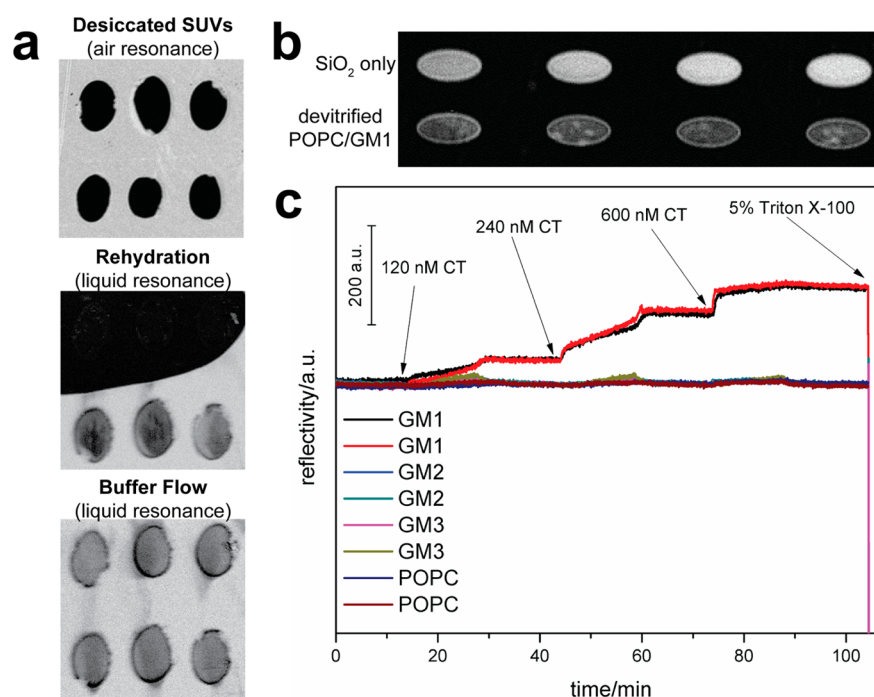 a
Desiccated SUVs
(air resonance)
Rehydration
(liquid resonance)
Buffer Flow
(liquid resonance)
b
SiO₂ only
devitrified
POPC/GM1
c
200 a.u.
120 nM CT
240 nM CT
600 nM CT
5% Triton X-100
reflectivity/a.u.
GM1
GM1
GM2
GM2
GM3
GM3
POPC
POPC
0
20
40
60
80
100
time/min